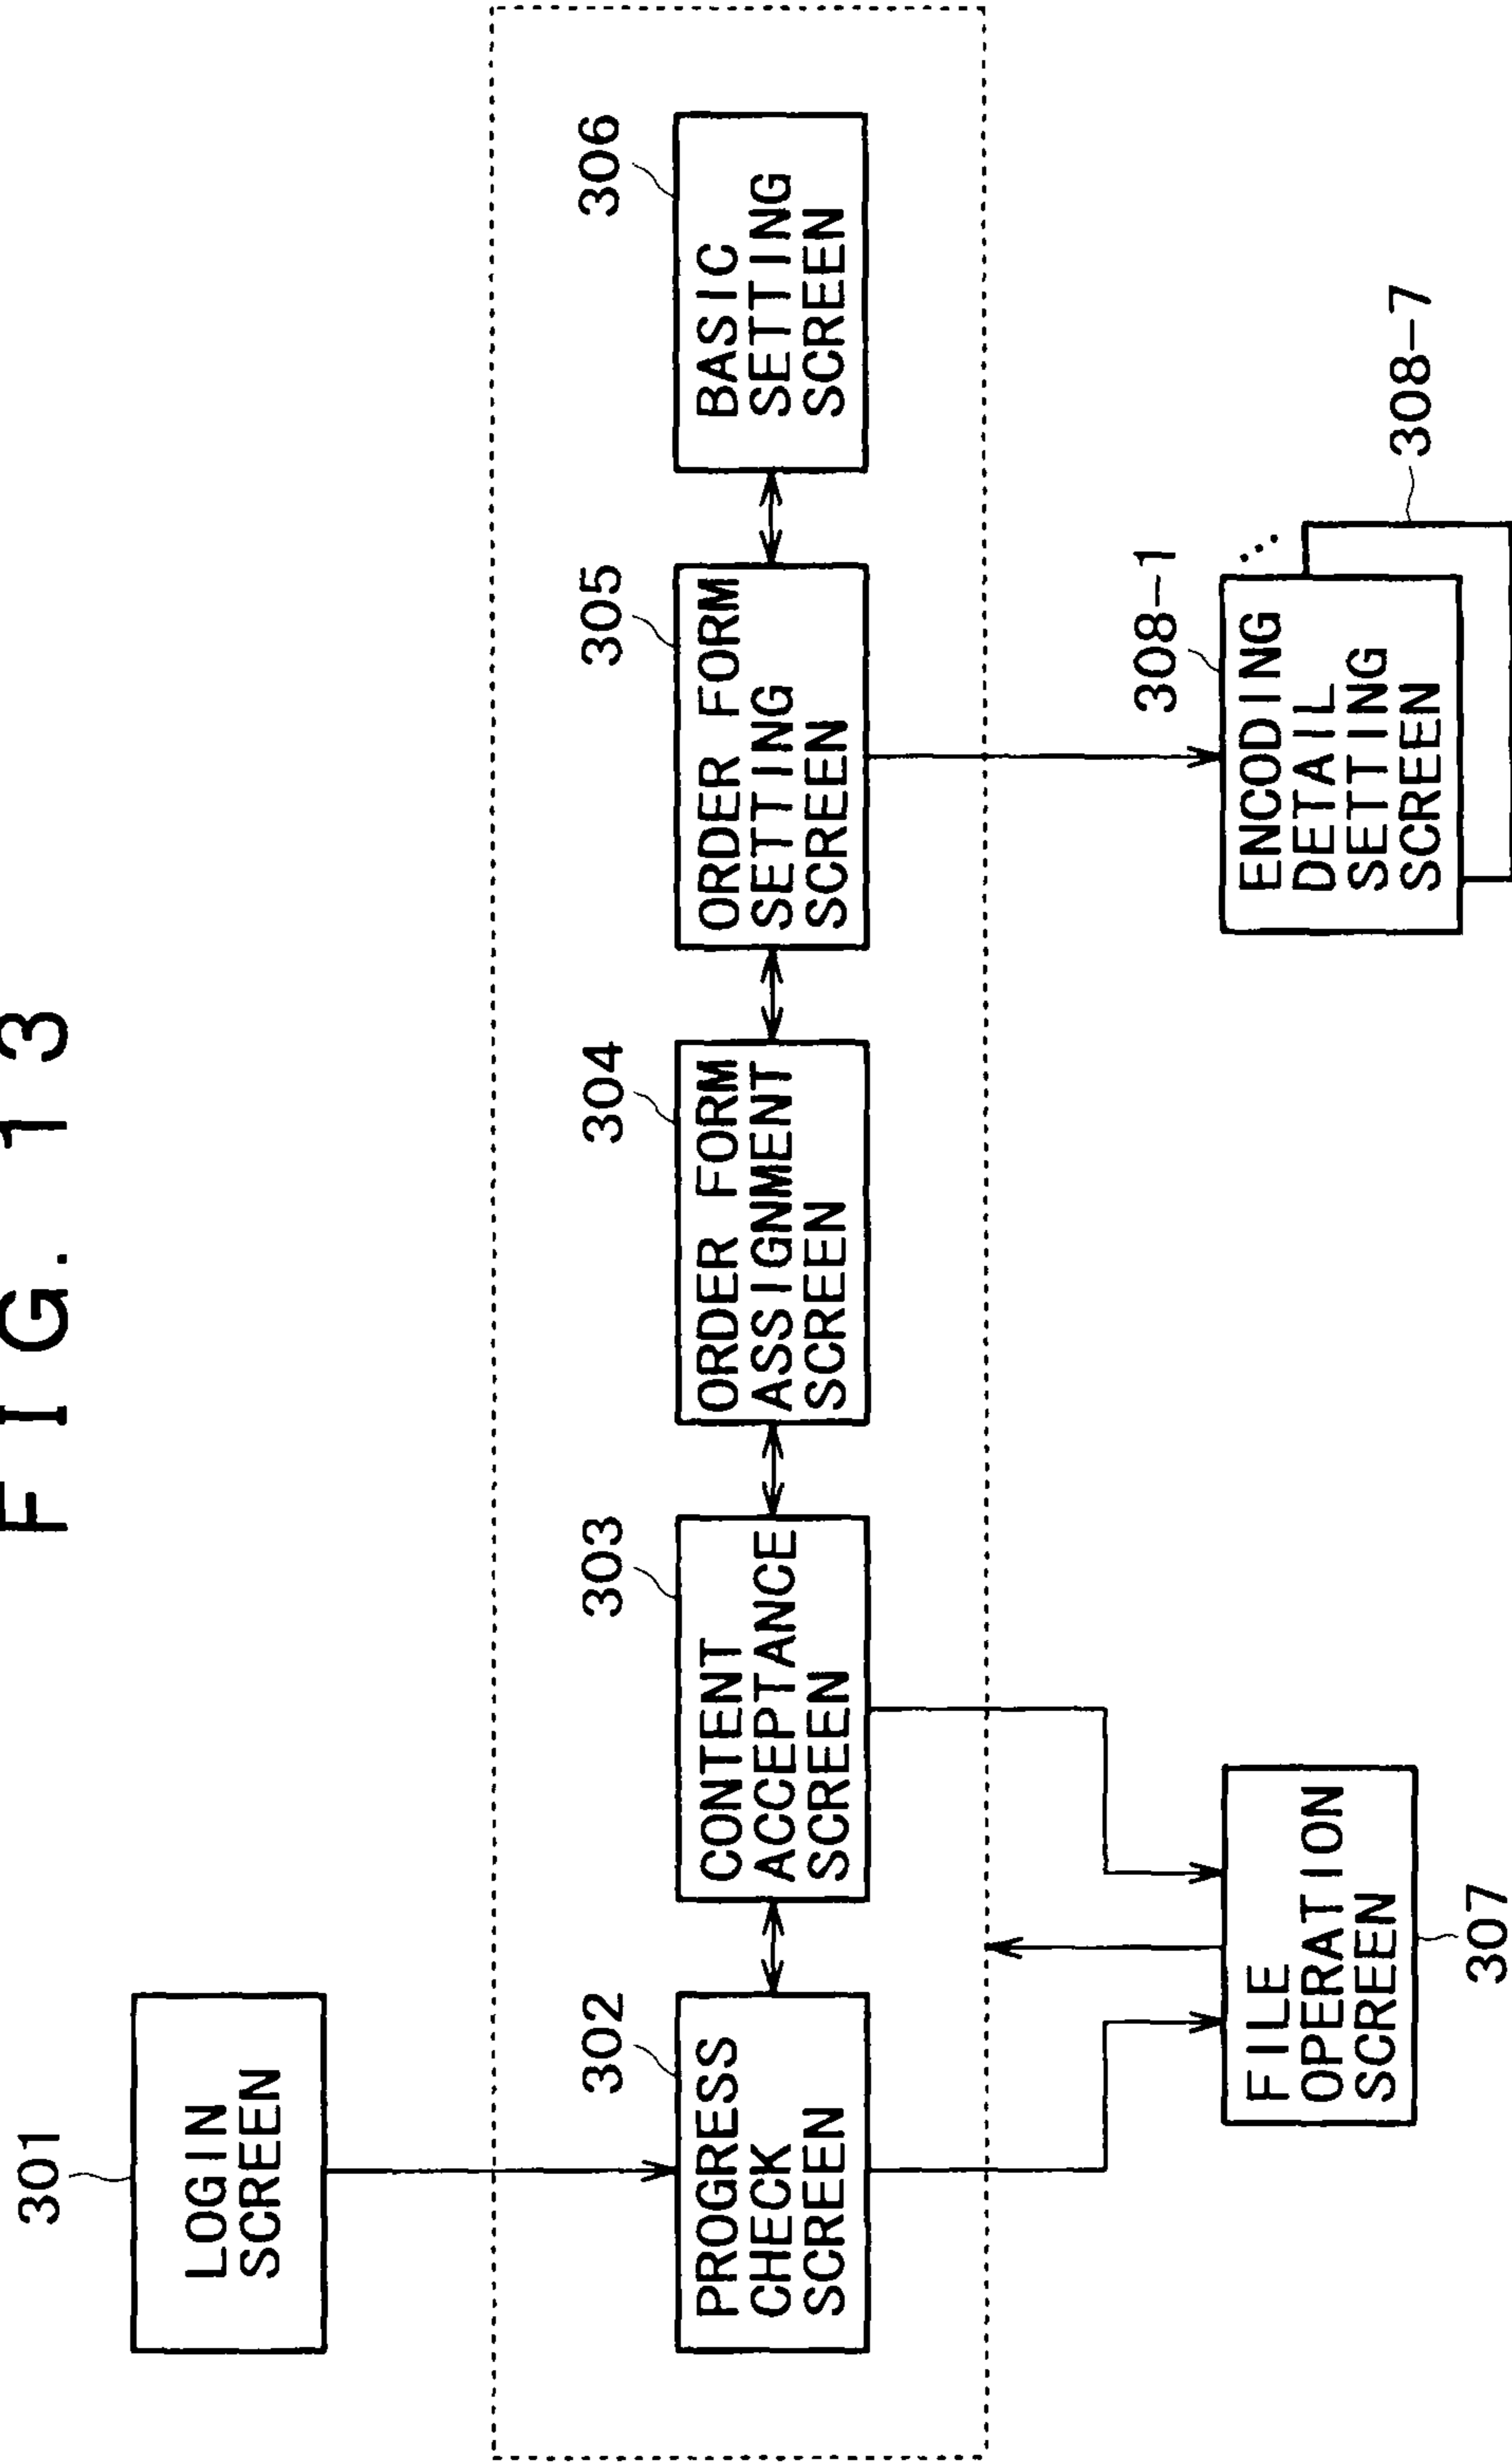 F I G . 1 3
301
LOGIN
SCREEN
302
PROGRESS
CHECK
SCREEN
303
CONTENT
ACCEPTANCE
SCREEN
304
ORDER FORM
ASSIGNMENT
SCREEN
305
ORDER FORM
SETTING
SCREEN
306
BASIC
SETTING
SCREEN
FILE
OPERATION
SCREEN
307
308-1
ENCODING
DETAIL
SETTING
SCREEN
308-7